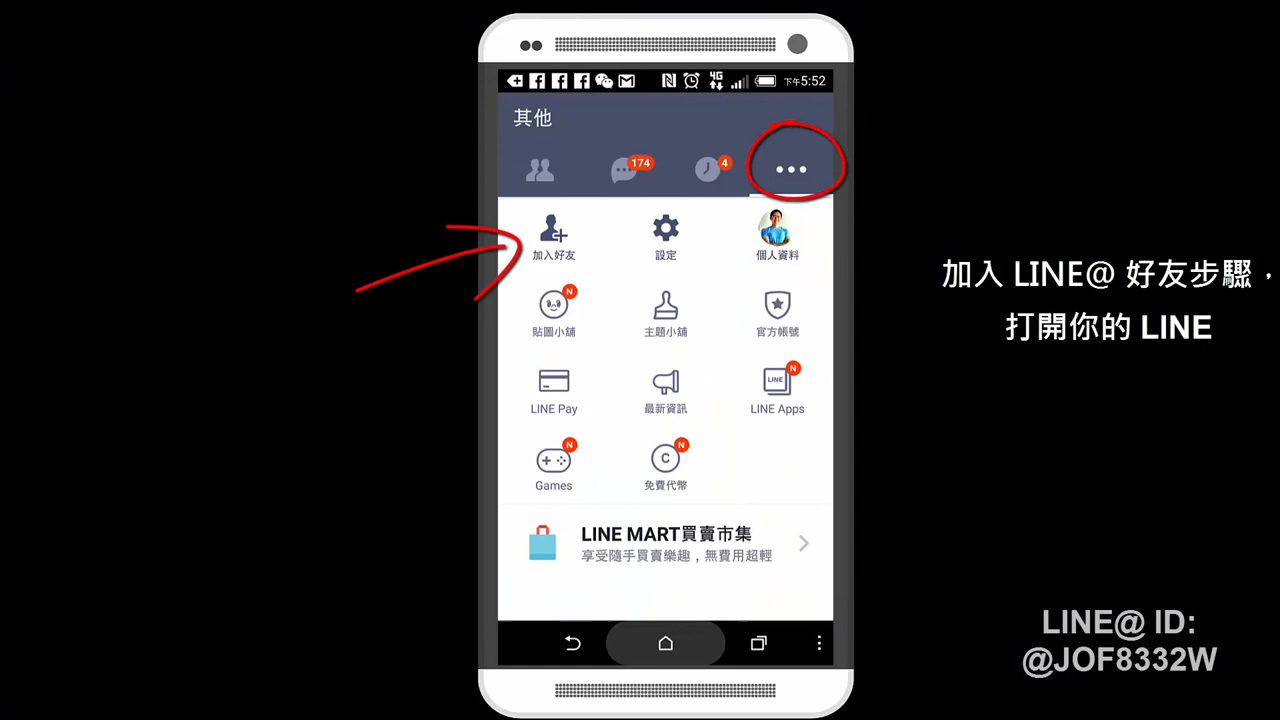 下午5:52
其他
174
4
加入好友
設定
個人資料
N
貼圖小舖
主題小舖
官方帳號
LINE
N
LINE Pay
最新資訊
LINE Apps
N
N
C
Games
免費代幣
LINE MART買賣市集
享受隨手買賣樂趣，無費用超輕
加入 LINE@ 好友步驟，
打開你的 LINE
LINE@ ID:
@JOF8332W